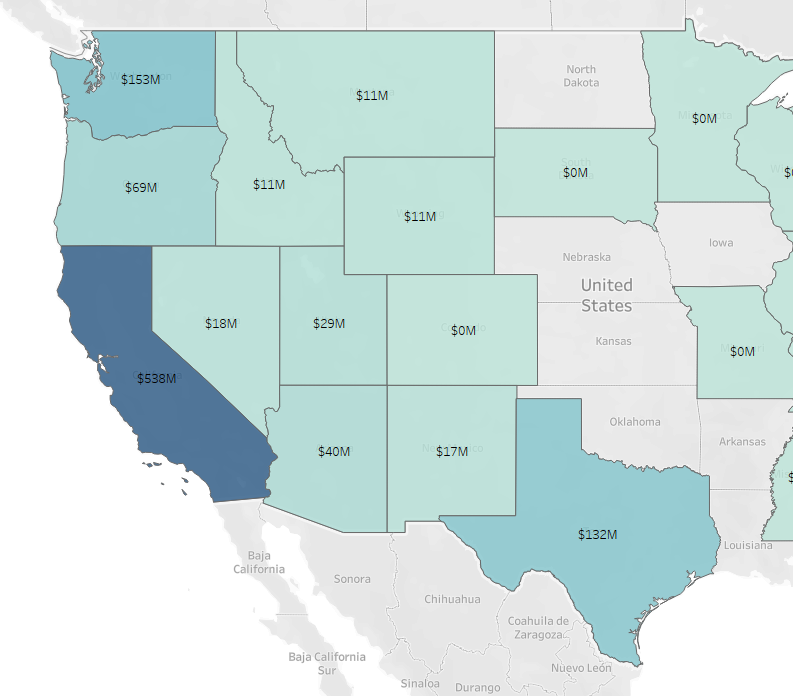 $153M
$11M
North
Dakota
$0M
$69M
$11M
$11M
$0M
Nebraska
Iowa
United
States
$18M
$29M
$0M
Kansas
$0M
$538M
$40M
$17M
Oklahoma
Arkansas
$132M
Louisiana
Baja
California
Sonora
Chihuahua
Coahuila de
Zaragoza
Baja California
Sur
Sinaloa
Durango
Nuevo León